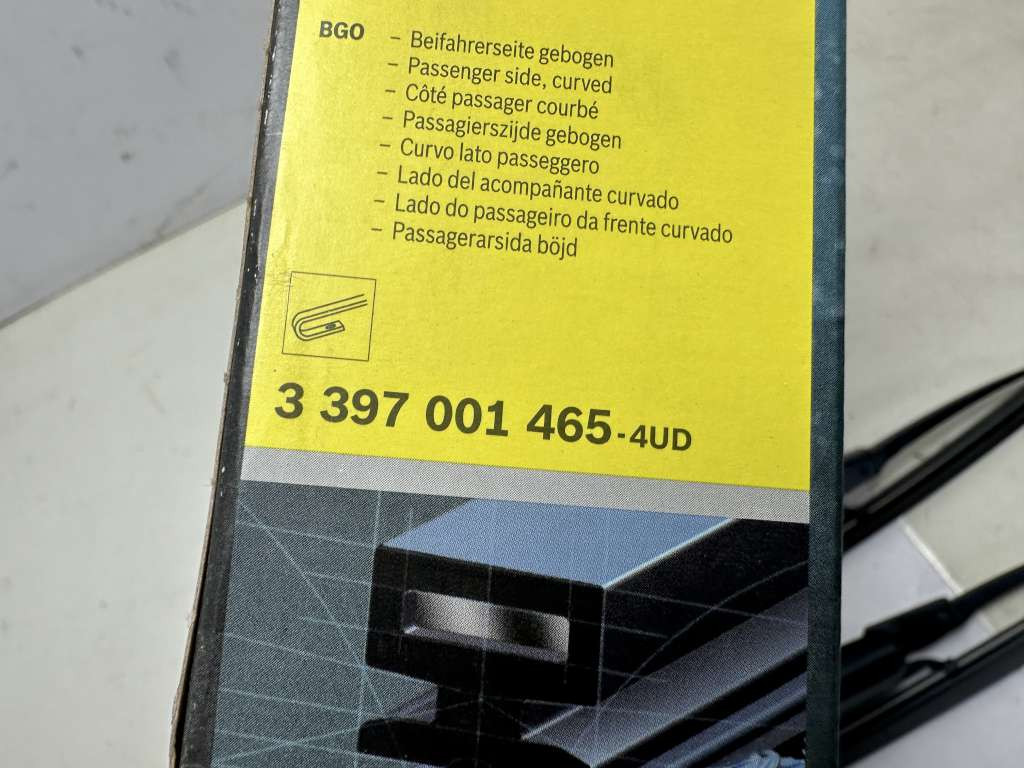 BGO – Beifahrerseite gebogen
– Passenger side, curved
– Côté passager courbé
– Passagierszijde gebogen
– Curvo lato passeggero
– Lado del acompañante curvado
– Lado do passageiro da frente curvado
– Passagerarsida böjd
3 397 001 465-4UD